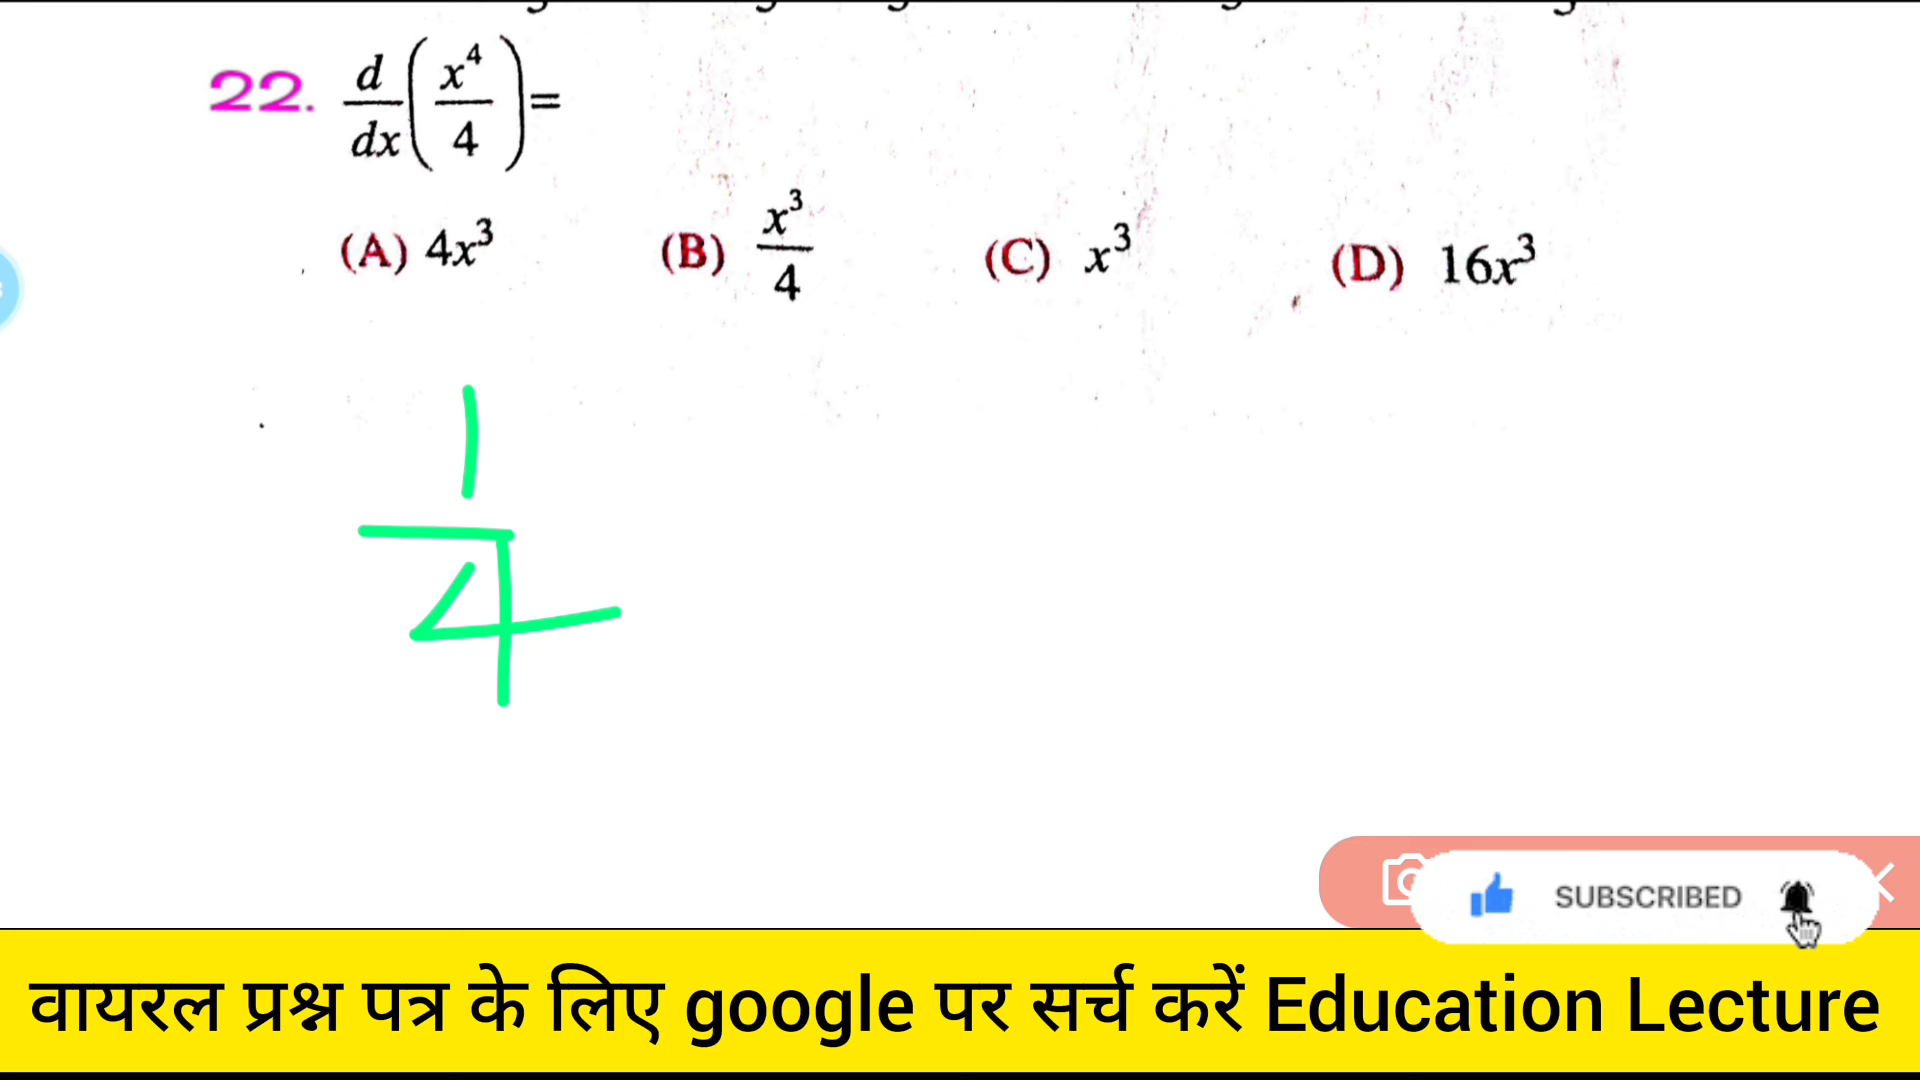 22. d/dx (x⁴/4) =
(A) 4x³ (B) x³/4 (C) x³ (D) 16x³
1/4
SUBSCRIBED
वायरल प्रश्न पत्र के लिए google पर सर्च करें Education Lecture